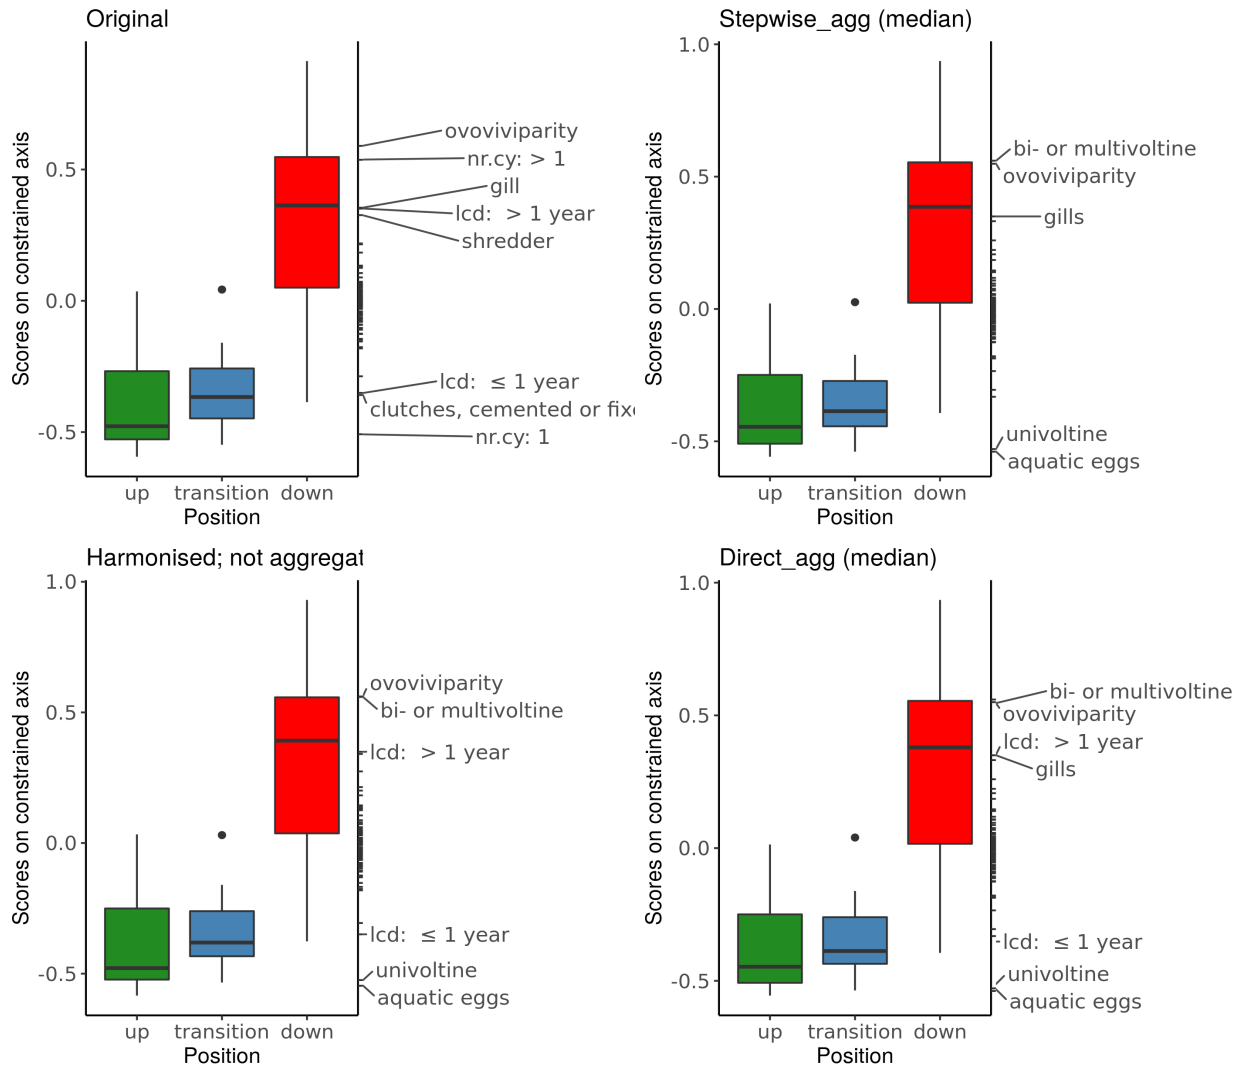 Original
Scores on constrained axis
0.5
0.0
-0.5
up transition down
Position
ovoviviparity
nr.cy: > 1
gill
lcd:  > 1 year
shredder
lcd:  ≤ 1 year
clutches, cemented or fixe
nr.cy: 1
Stepwise_agg (median)
Scores on constrained axis
1.0
0.5
0.0
-0.5
up transition down
Position
bi- or multivoltine
ovoviviparity
gills
univoltine
aquatic eggs
Harmonised; not aggregat
Scores on constrained axis
1.0
0.5
0.0
-0.5
up transition down
Position
ovoviviparity
bi- or multivoltine
lcd:  > 1 year
lcd:  ≤ 1 year
univoltine
aquatic eggs
Direct_agg (median)
Scores on constrained axis
1.0
0.5
0.0
-0.5
up transition down
Position
bi- or multivoltine
ovoviviparity
lcd:  > 1 year
gills
lcd:  ≤ 1 year
univoltine
aquatic eggs